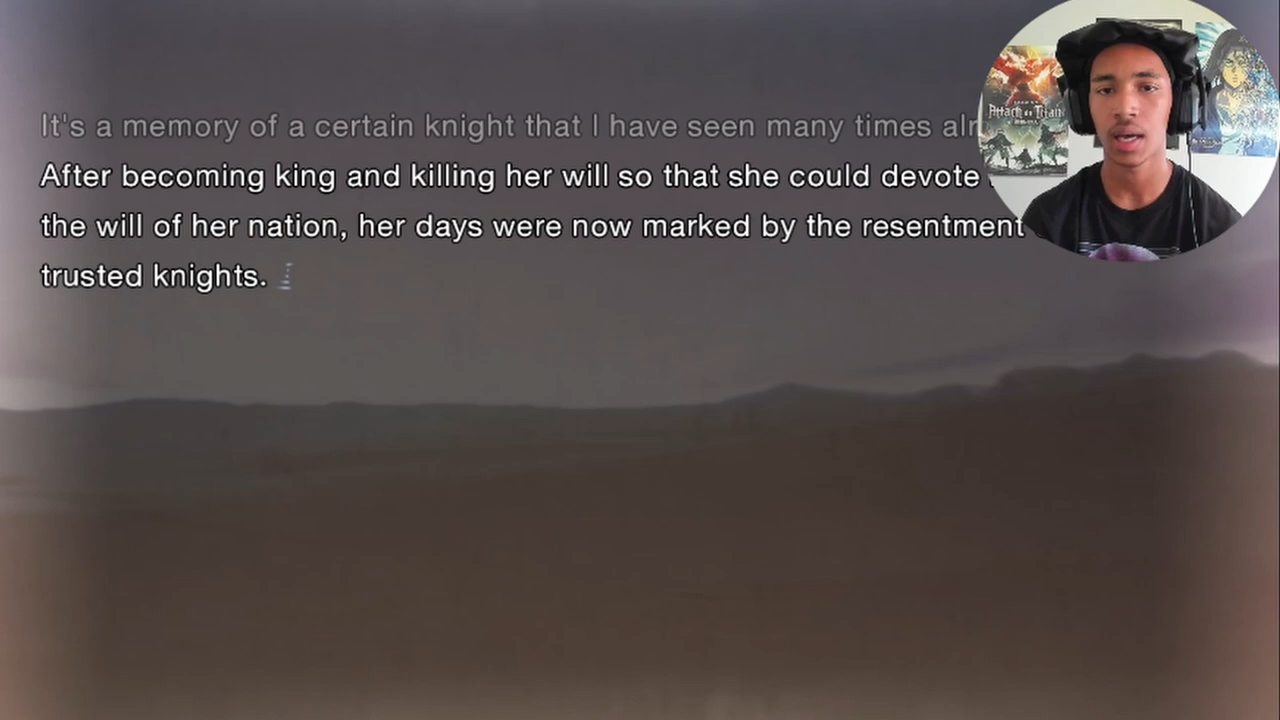 It's a memory of a certain knight that I have seen many times
After becoming king and killing her will so that she could devote
the will of her nation, her days were now marked by the resentment
trusted knights.
Attack on Titan